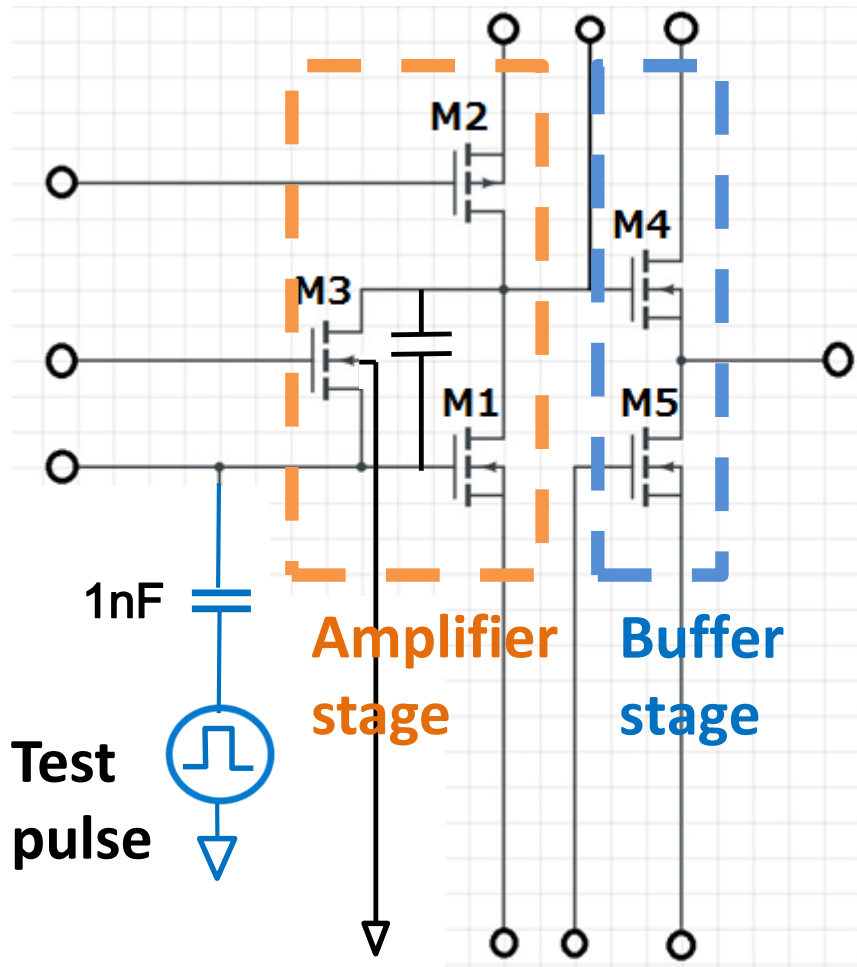 M2
M4
M3
M1
M5
1nF
Amplifier
stage
Buffer
stage
Test
pulse